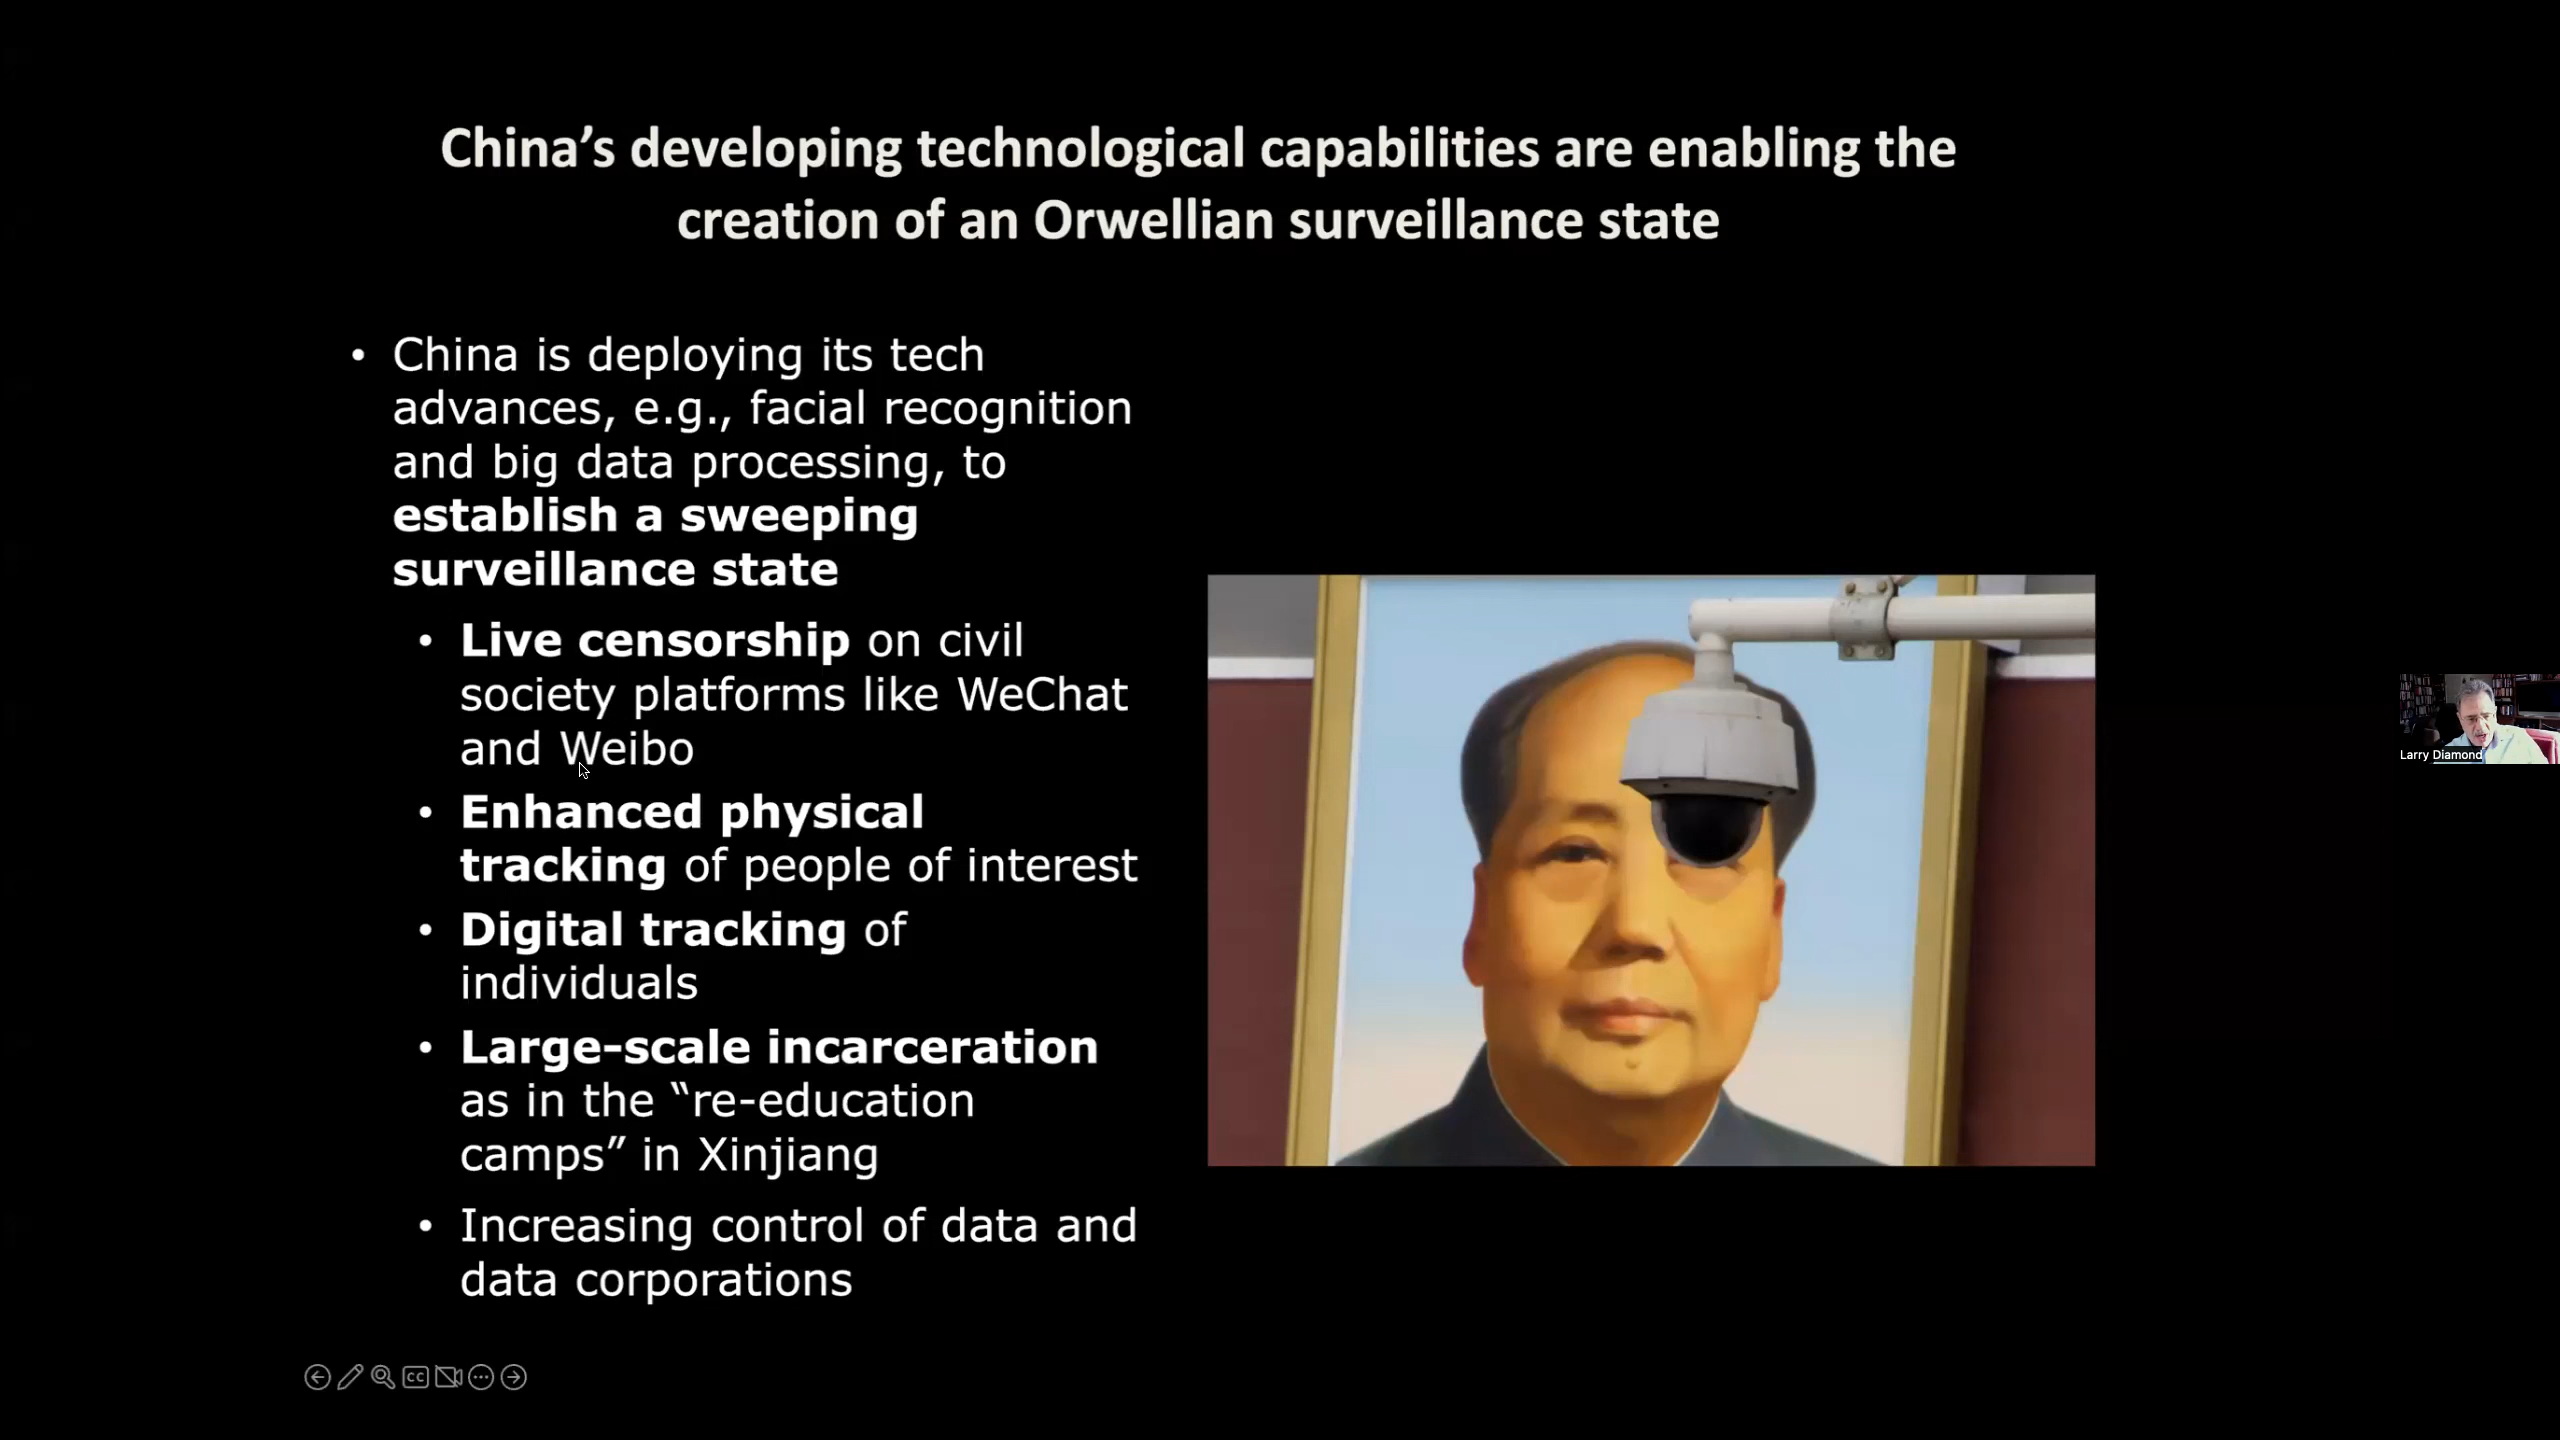 China’s developing technological capabilities are enabling the
creation of an Orwellian surveillance state
• China is deploying its tech
advances, e.g., facial recognition
and big data processing, to
establish a sweeping
surveillance state
• Live censorship on civil
society platforms like WeChat
and Weibo
• Enhanced physical
tracking of people of interest
• Digital tracking of
individuals
• Large-scale incarceration
as in the “re-education
camps” in Xinjiang
• Increasing control of data and
data corporations
Larry Diamond
CC